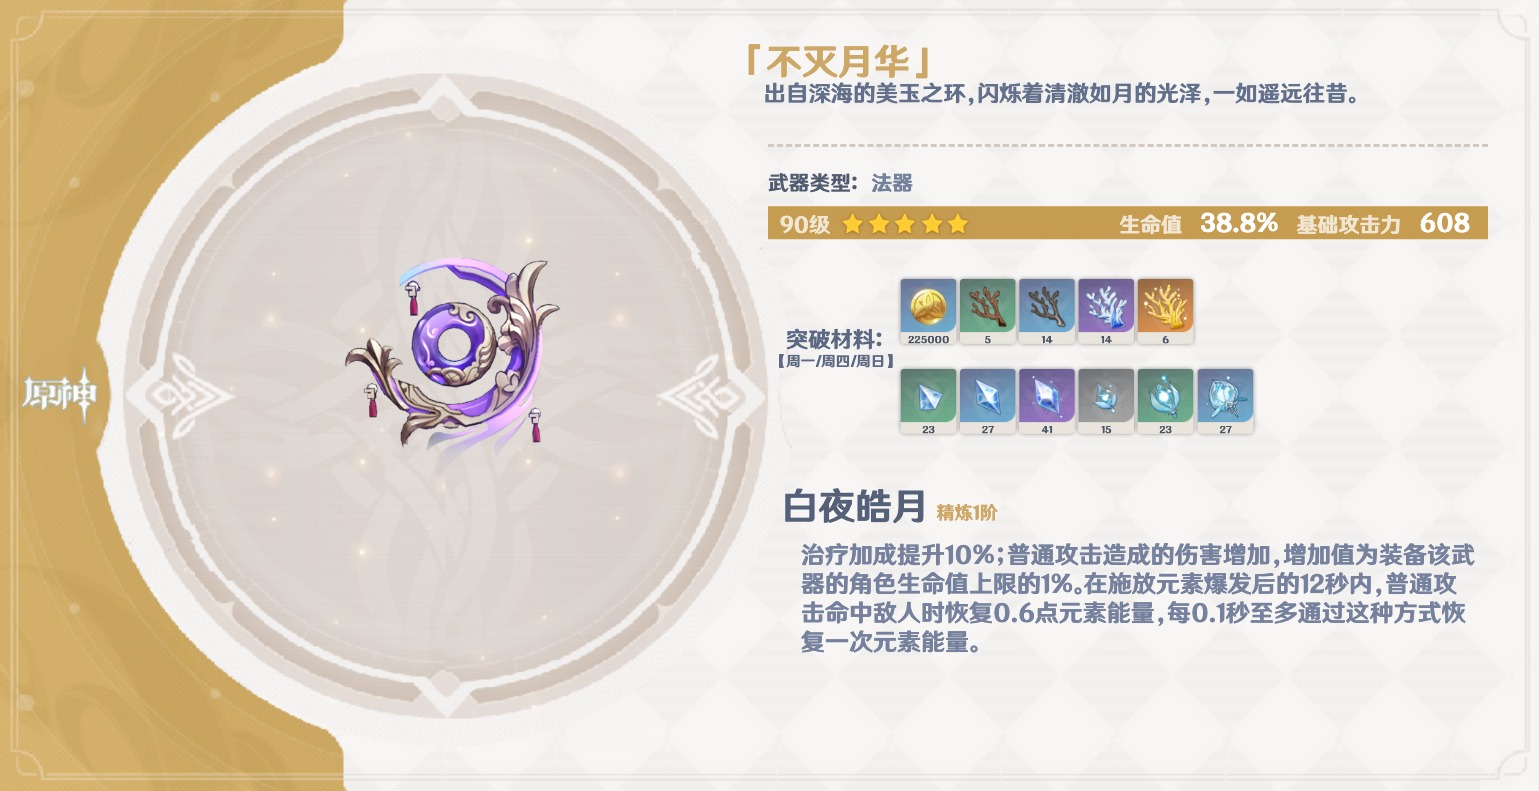 「不灭月华」
出自深海的美玉之环,闪烁着清澈如月的光泽,一如遥远往昔。
武器类型: 法器
90级 生命值 38.8% 基础攻击力 608
225000 5 14 14 6
突破材料:
【周一/周四/周日】
23 27 41 15 23 27
原神
白夜皓月 精炼1阶
治疗加成提升10%;普通攻击造成的伤害增加,增加值为装备该武
器的角色生命值上限的1%。在施放元素爆发后的12秒内,普通攻
击命中敌人时恢复0.6点元素能量,每0.1秒至多通过这种方式恢
复一次元素能量。